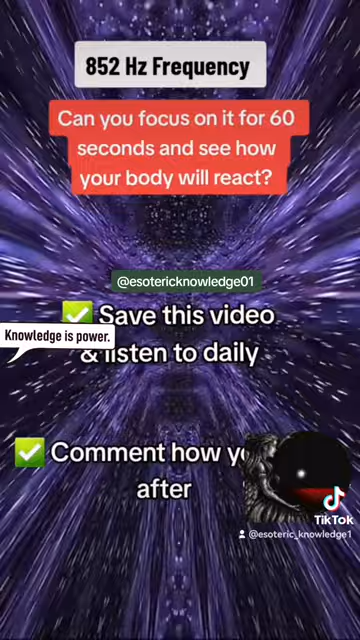 852 Hz Frequency
Can you focus on it for 60
seconds and see how
your body will react?
@esotericknowledge01
Save this video
Knowledge is power.
& listen to daily
Comment how
after
TikTok
@esoteric_knowledge1